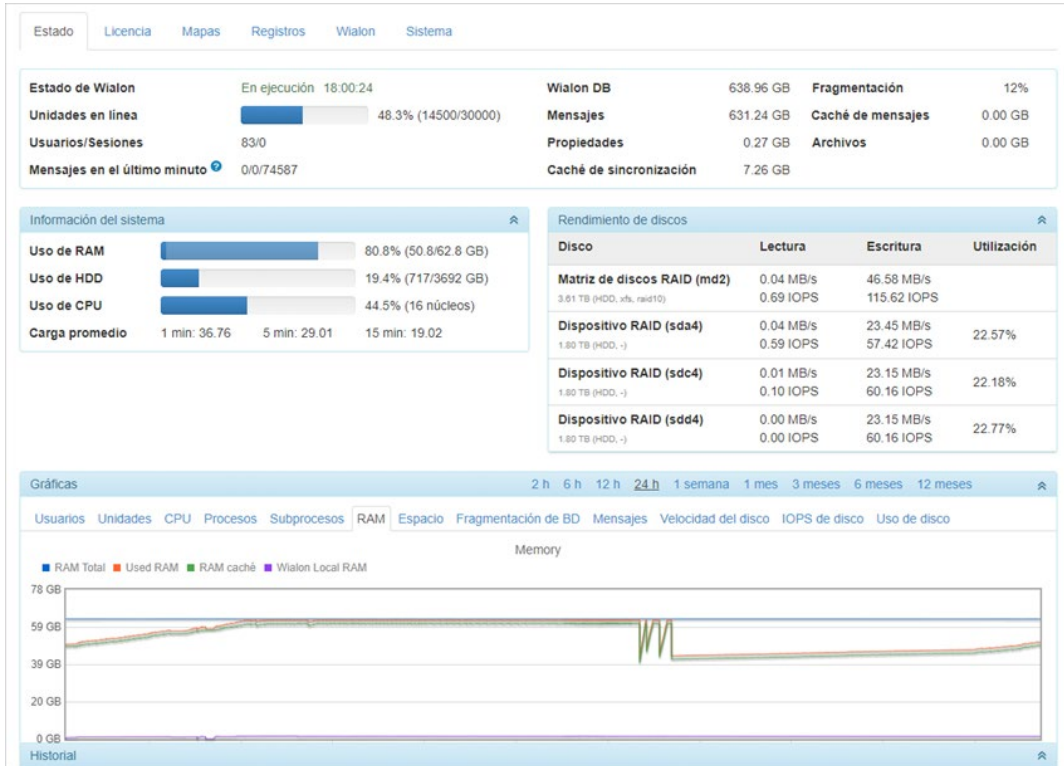 Estado Licencia Mapas Registros Wialon Sistema
Estado de Wialon En ejecución 18:00:24
Unidades en línea 48.3% (14500/30000)
Usuarios/Sesiones 83/0
Mensajes en el último minuto ? 0/0/74587
Wialon DB 638.96 GB
Mensajes 631.24 GB
Propiedades 0.27 GB
Caché de sincronización 7.26 GB
Fragmentación 12%
Caché de mensajes 0.00 GB
Archivos 0.00 GB
Información del sistema
Uso de RAM 80.8% (50.8/62.8 GB)
Uso de HDD 19.4% (717/3692 GB)
Uso de CPU 44.5% (16 núcleos)
Carga promedio 1 min: 36.76 5 min: 29.01 15 min: 19.02
Rendimiento de discos
Disco Lectura Escritura Utilización
Matriz de discos RAID (md2) 0.04 MB/s 46.58 MB/s
3.61 TB (HDD, xfs, raid10) 0.69 IOPS 115.62 IOPS
Dispositivo RAID (sda4) 0.04 MB/s 23.45 MB/s 22.57%
1.80 TB (HDD, -) 0.59 IOPS 57.42 IOPS
Dispositivo RAID (sdc4) 0.01 MB/s 23.15 MB/s 22.18%
1.80 TB (HDD, -) 0.10 IOPS 60.16 IOPS
Dispositivo RAID (sdd4) 0.00 MB/s 23.15 MB/s 22.77%
1.80 TB (HDD, -) 0.00 IOPS 60.16 IOPS
Gráficas 2 h 6 h 12 h 24 h 1 semana 1 mes 3 meses 6 meses 12 meses
Usuarios Unidades CPU Procesos Subprocesos RAM Espacio Fragmentación de BD Mensajes Velocidad del disco IOPS de disco Uso de disco
Memory
RAM Total Used RAM RAM caché Wialon Local RAM
78 GB
59 GB
39 GB
20 GB
0 GB
Historial